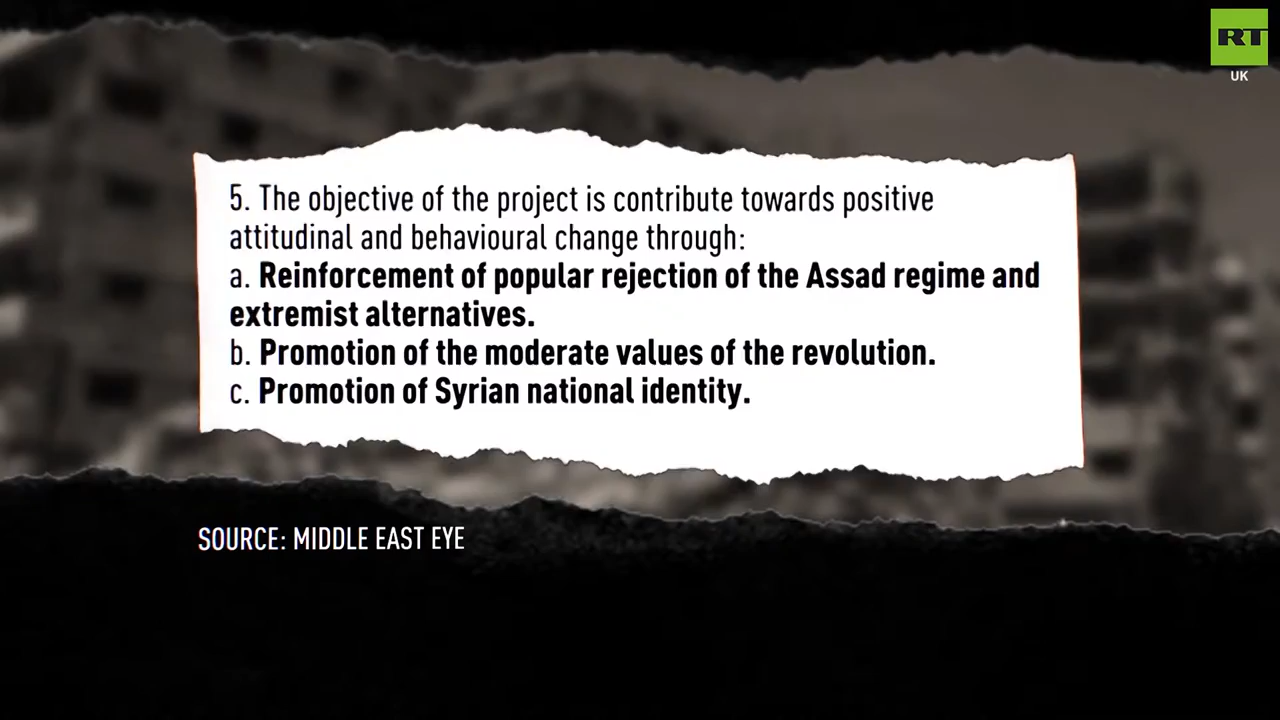 RT
UK
5. The objective of the project is contribute towards positive
attitudinal and behavioural change through:
a. Reinforcement of popular rejection of the Assad regime and
extremist alternatives.
b. Promotion of the moderate values of the revolution.
c. Promotion of Syrian national identity.
SOURCE: MIDDLE EAST EYE